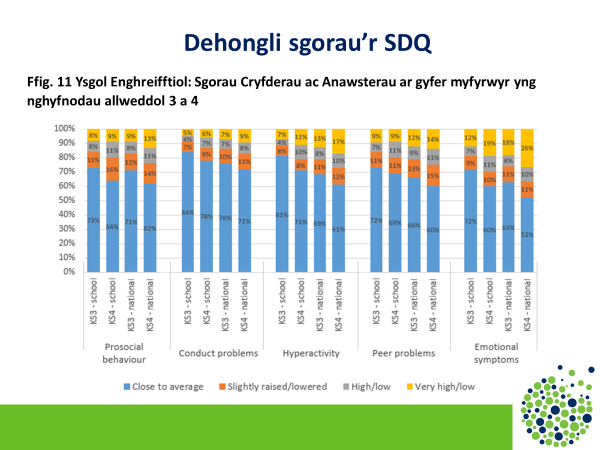 Dehongli sgorau'r SDQ
Ffig. 11 Ysgol Enghreifftiol: Sgorau Cryfderau ac Anawsterau ar gyfer myfyrwyr yng
nghyfnodau allweddol 3 a 4
100%
90%
80%
70%
60%
50%
40%
30%
20%
10%
0%
8% 9% 9% 13% 5% 6% 7% 9% 7% 11% 13% 17% 9% 9% 12% 14% 12% 19% 18% 26%
8% 11% 8% 11% 4% 7% 7% 8% 4% 10% 8% 10% 7% 11% 9% 11% 7% 11% 8% 10%
11% 16% 12% 14% 7% 9% 10% 11% 8% 8% 11% 12% 11% 11% 13% 15% 9% 10% 11% 11%
73% 64% 71% 62% 84% 78% 76% 71% 81% 71% 69% 61% 73% 69% 66% 60% 72% 60% 63% 52%
KS3 - school KS4 - school KS3 - national KS4 - national KS3 - school KS4 - school KS3 - national KS4 - national KS3 - school KS4 - school KS3 - national KS4 - national KS3 - school KS4 - school KS3 - national KS4 - national KS3 - school KS4 - school KS3 - national KS4 - national
Prosocial behaviour
Conduct problems
Hyperactivity
Peer problems
Emotional symptoms
Close to average Slightly raised/lowered High/low Very high/low